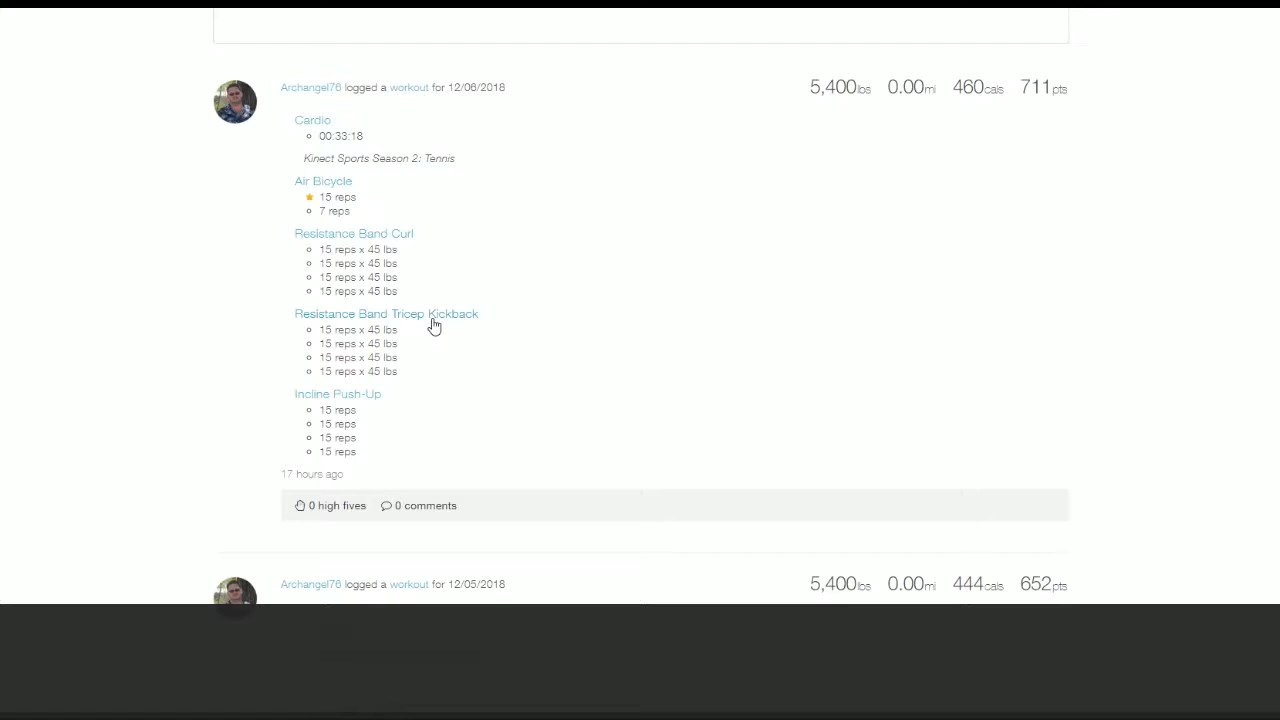 Archangel76 logged a workout for 12/06/2018
5,400lbs 0.00mi 460cals 711pts
Cardio
00:33:18
Kinect Sports Season 2: Tennis
Air Bicycle
15 reps
7 reps
Resistance Band Curl
15 reps x 45 lbs
15 reps x 45 lbs
15 reps x 45 lbs
15 reps x 45 lbs
Resistance Band Tricep Kickback
15 reps x 45 lbs
15 reps x 45 lbs
15 reps x 45 lbs
15 reps x 45 lbs
Incline Push-Up
15 reps
15 reps
15 reps
15 reps
17 hours ago
0 high fives 0 comments
Archangel76 logged a workout for 12/05/2018
5,400lbs 0.00mi 444cals 652pts